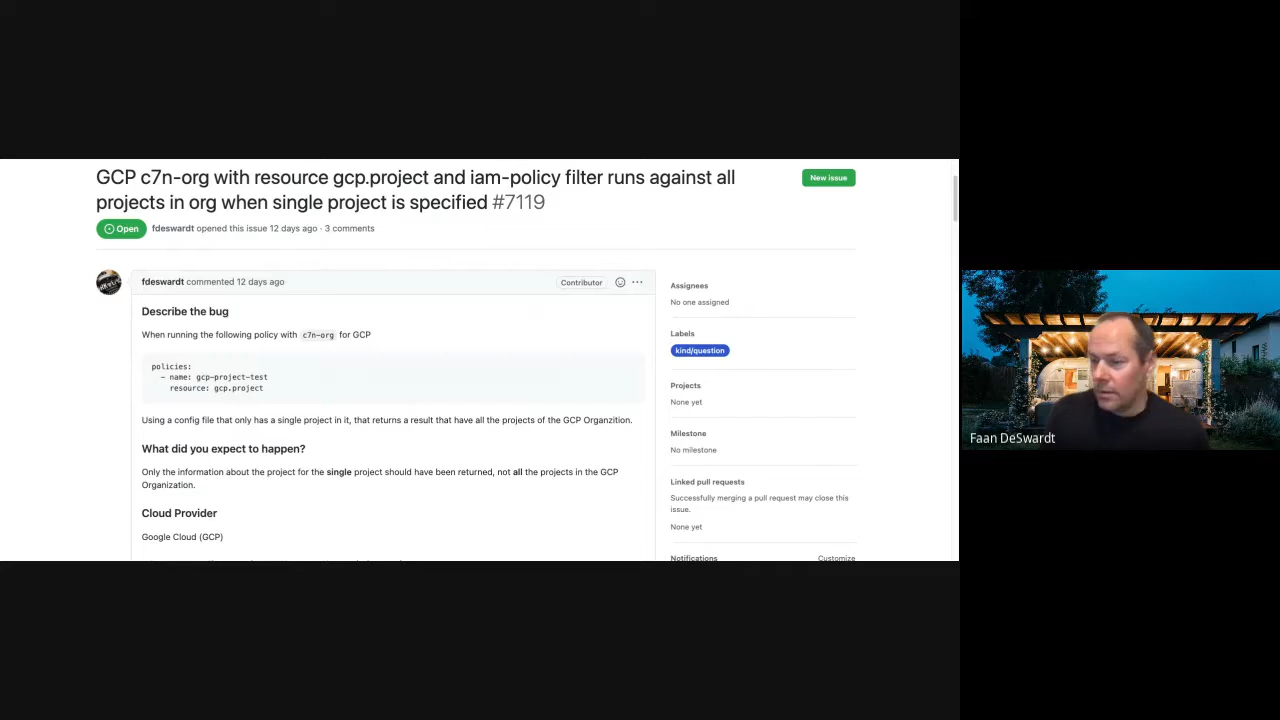 GCP c7n-org with resource gcp.project and iam-policy filter runs against all
projects in org when single project is specified #7119
New issue
Open
fdeswardt opened this issue 12 days ago · 3 comments
fdeswardt commented 12 days ago
Contributor
Describe the bug
When running the following policy with c7n-org for GCP
policies:
- name: gcp-project-test
resource: gcp.project
Using a config file that only has a single project in it, that returns a result that have all the projects of the GCP Organzition.
What did you expect to happen?
Only the information about the project for the single project should have been returned, not all the projects in the GCP
Organization.
Cloud Provider
Google Cloud (GCP)
Assignees
No one assigned
Labels
kind/question
Projects
None yet
Milestone
No milestone
Linked pull requests
Successfully merging a pull request may close this
issue.
None yet
Notifications
Customize
Faan DeSwardt